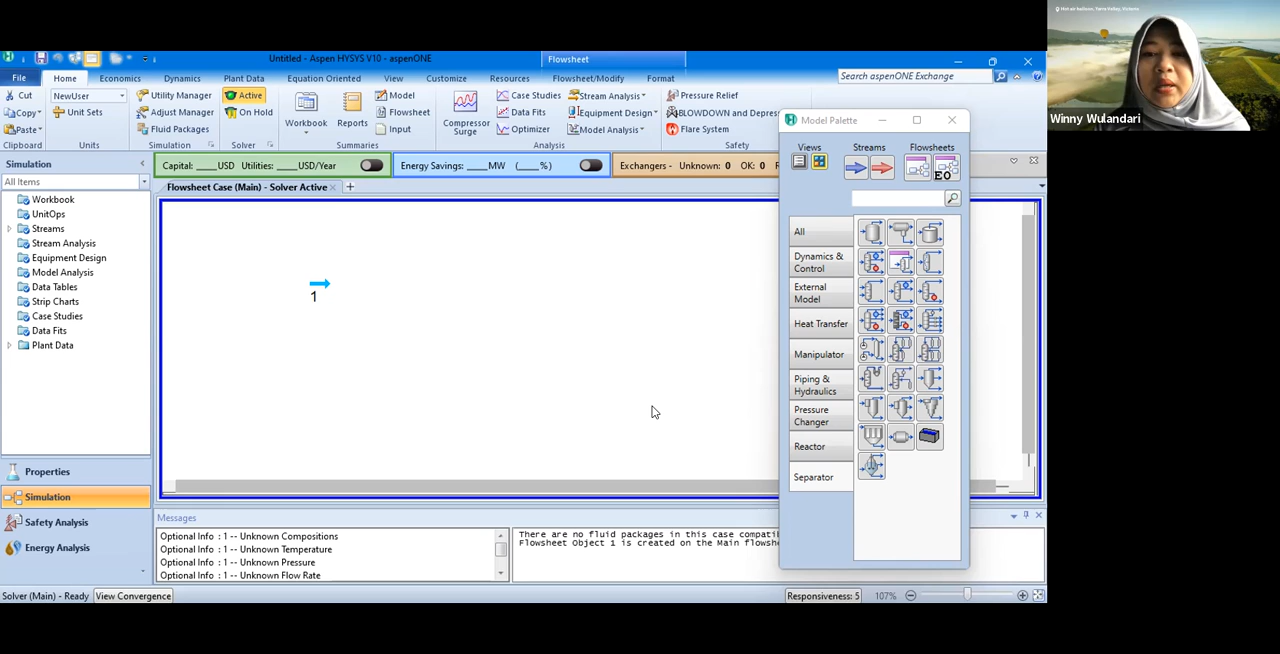 Hot air balloon, Yarra Valley, Victoria
Winny Wulandari
Untitled - Aspen HYSYS V10 - aspenONE
Flowsheet
File
Home
Economics
Dynamics
Plant Data
Equation Oriented
View
Customize
Resources
Flowsheet/Modify
Format
Search aspenONE Exchange
Cut
Copy
Paste
Clipboard
NewUser
Unit Sets
Units
Utility Manager
Adjust Manager
Fluid Packages
Simulation
Active
On Hold
Solver
Workbook
Reports
Model
Flowsheet
Input
Summaries
Compressor
Surge
Case Studies
Data Fits
Optimizer
Stream Analysis
Equipment Design
Model Analysis
Analysis
Pressure Relief
BLOWDOWN and Depres
Flare System
Safety
Simulation
All Items
Workbook
UnitOps
Streams
Stream Analysis
Equipment Design
Model Analysis
Data Tables
Strip Charts
Case Studies
Data Fits
Plant Data
Properties
Simulation
Safety Analysis
Energy Analysis
Capital: ____USD Utilities: ____USD/Year
Energy Savings: ____MW (____%)
Exchangers - Unknown: 0 OK: 0
Flowsheet Case (Main) - Solver Active
1
Model Palette
Views
Streams
Flowsheets
EO
All
Dynamics &
Control
External
Model
Heat Transfer
Manipulator
Piping &
Hydraulics
Pressure
Changer
Reactor
Separator
Messages
Optional Info : 1 -- Unknown Compositions
Optional Info : 1 -- Unknown Temperature
Optional Info : 1 -- Unknown Pressure
Optional Info : 1 -- Unknown Flow Rate
There are no fluid packages in this case compati
Flowsheet Object 1 is created on the Main flowshe
Solver (Main) - Ready
View Convergence
Responsiveness: 5
107%